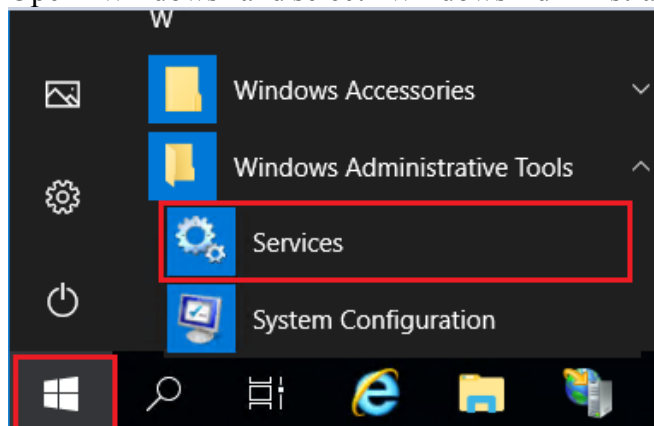 W
Windows Accessories
Windows Administrative Tools
Services
System Configuration